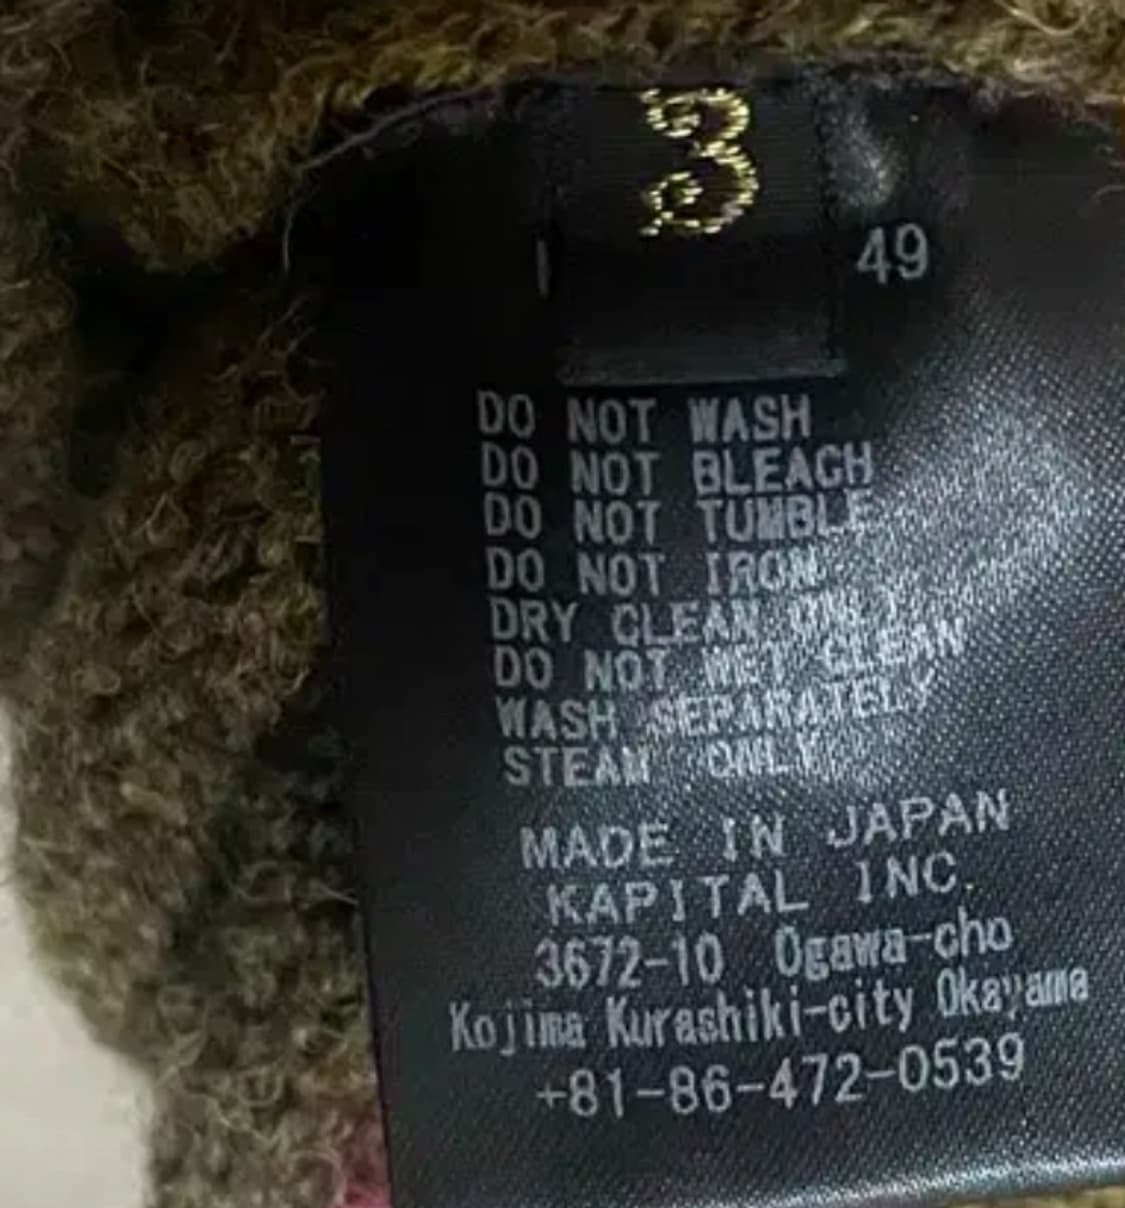 3
49
DO NOT WASH
DO NOT BLEACH
DO NOT TUMBLE
DO NOT IRON
DRY CLEAN ONLY
DO NOT WET CLEAN
WASH SEPARATELY
STEAM ONLY
MADE IN JAPAN
KAPITAL INC.
3672-10 Ogawa-cho
Kojima Kurashiki-city Okayama
+81-86-472-0539